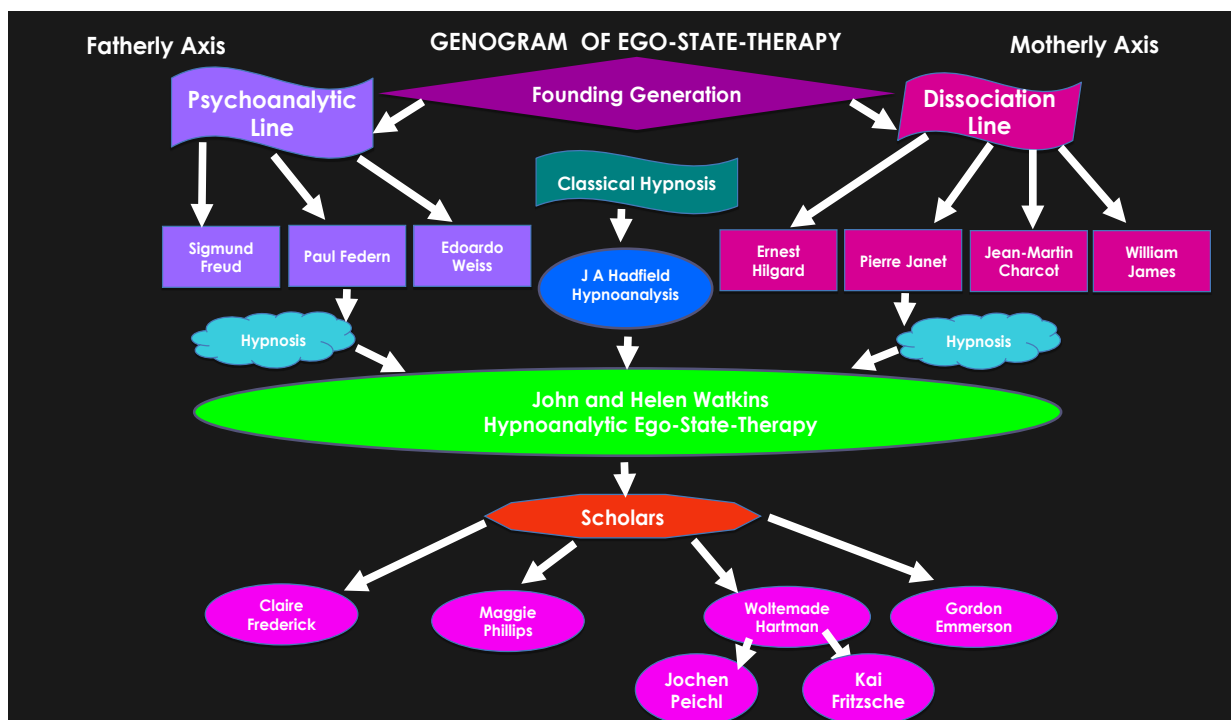 Fatherly Axis
GENOGRAM OF EGO-STATE-THERAPY
Motherly Axis
Psychoanalytic
Line
Founding Generation
Dissociation
Line
Classical Hypnosis
Sigmund
Freud
Paul Federn
Edoardo
Weiss
J A Hadfield
Hypnoanalysis
Ernest
Hilgard
Pierre Janet
Jean-Martin
Charcot
William
James
Hypnosis
Hypnosis
John and Helen Watkins
Hypnoanalytic Ego-State-Therapy
Scholars
Claire
Frederick
Maggie
Phillips
Woltemade
Hartman
Gordon
Emmerson
Jochen
Peichl
Kai
Fritzsche